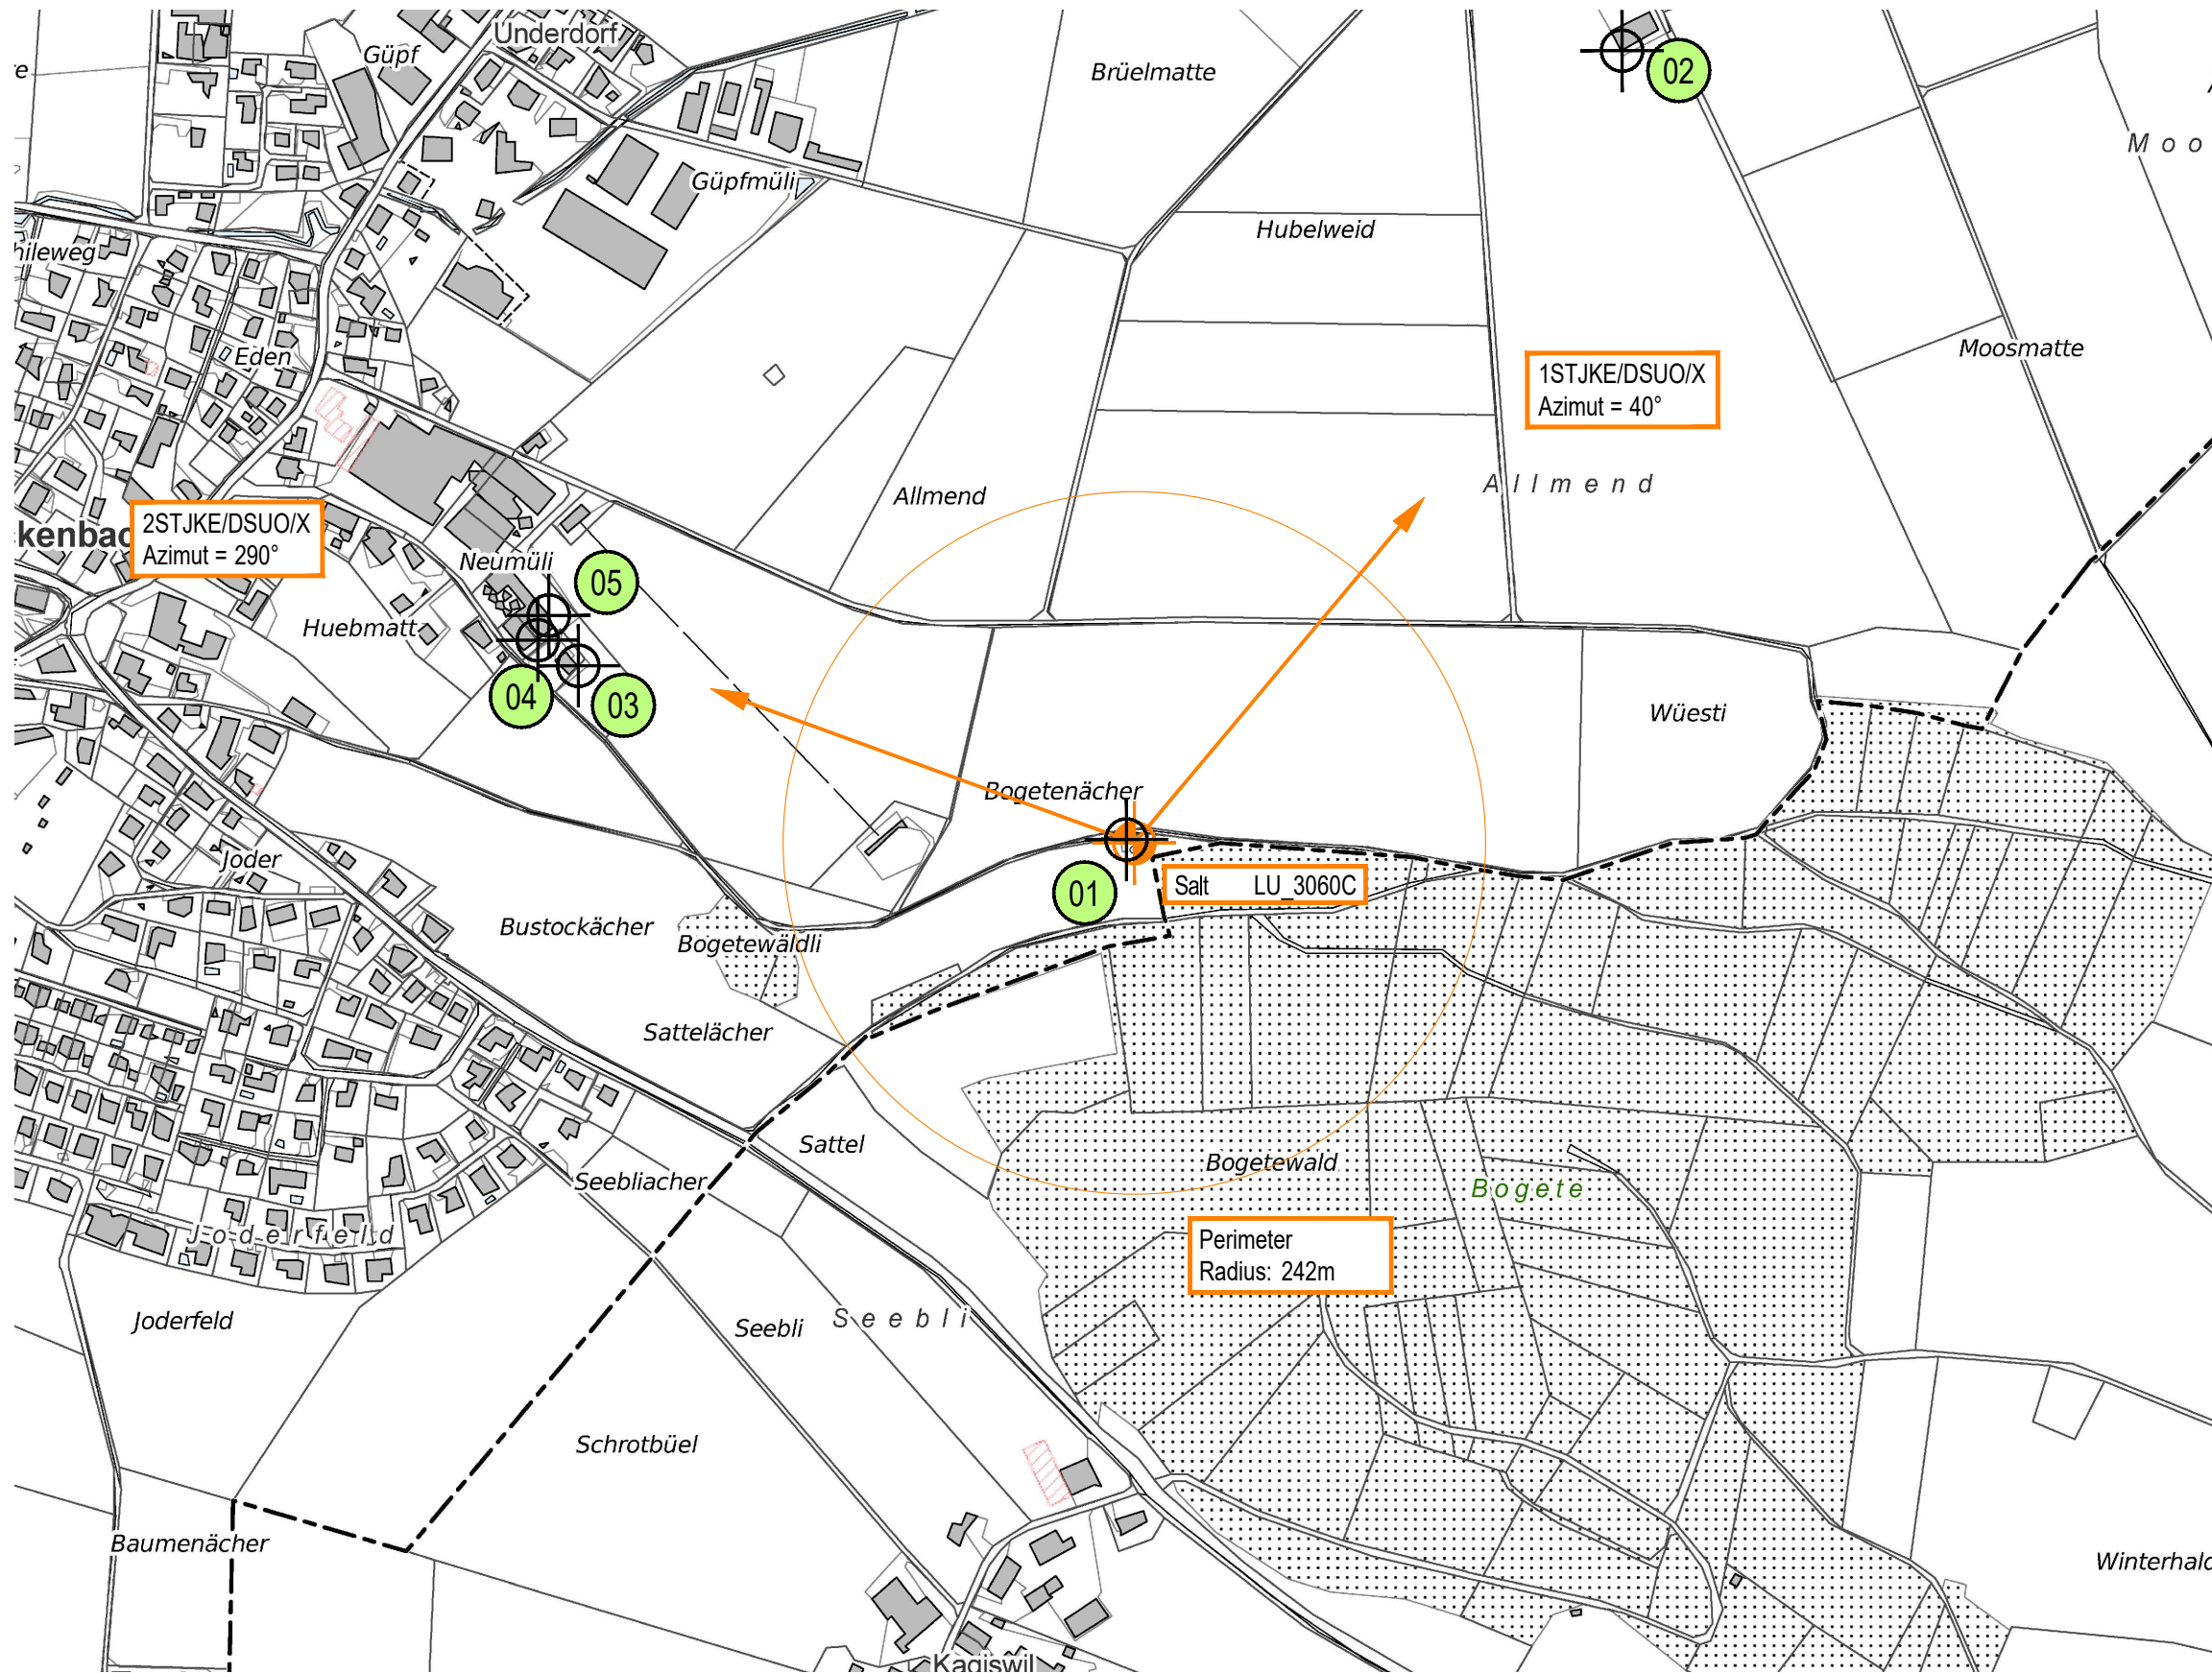 Underdorf
Güpf
Brüelmatte
02
Moo
Güpfmüli
Hubelweid
hileweg
Eden
Moosmatte
1STJKE/DSUO/X
Azimut = 40°
Allmend
Allmend
2STJKE/DSUO/X
Azimut = 290°
kenbac
Neumüli
05
Huebmatt
04
03
Wüesti
Bogetenächer
Joder
01
Salt LU_3060C
Bustockächer
Bogetewäldli
Sattelächer
Sattel
Bogetewald
Seebliacher
Bogete
Joderfeld
Perimeter
Radius: 242m
Joderfeld
Seebli
Seebli
Schrotbüel
Baumenächer
Winterhald
Kagiswil